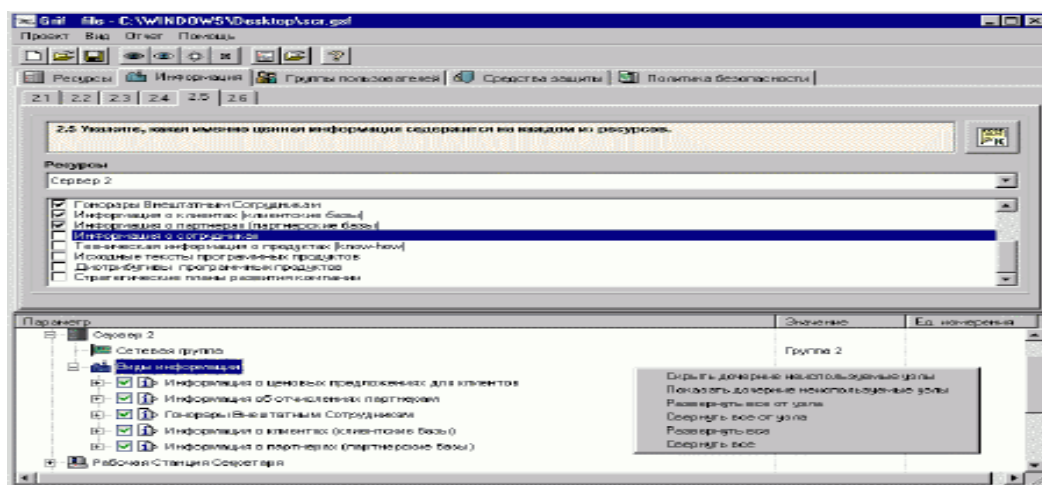 Grif fills - C:\WINDOWS\Desktop\scr.gsf
Проект Вид Отчет Помощь
Ресурсы Информация Группы пользователей Средства защиты Политика безопасности
2.1 2.2 2.3 2.4 2.5 2.6
2.5 Укажите, какая именно ценная информация содержится на каждом из ресурсов.
Ресурсы
Сервер 2
Гонорары Внештатным Сотрудникам
Информация о клиентах (клиентские базы)
Информация о партнерах (партнерские базы)
Информация о сотрудниках
Техническая информация о продуктах (know-how)
Исходные тексты программных продуктов
Дистрибутивы программных продуктов
Стратегические планы развития компании
Параметр Значение Ед. измерения
Сервер 2
Сетевая группа Группа 2
Виды информации
Информация о ценовых предложениях для клиентов
Информация об отчислениях партнерам
Гонорары Внештатным Сотрудникам
Информация о клиентах (клиентские базы)
Информация о партнерах (партнерские базы)
Рабочая Станция Секретаря
Скрыть дочерние неиспользуемые узлы
Показать дочерние неиспользуемые узлы
Развернуть все от узла
Свернуть все от узла
Развернуть все
Свернуть все